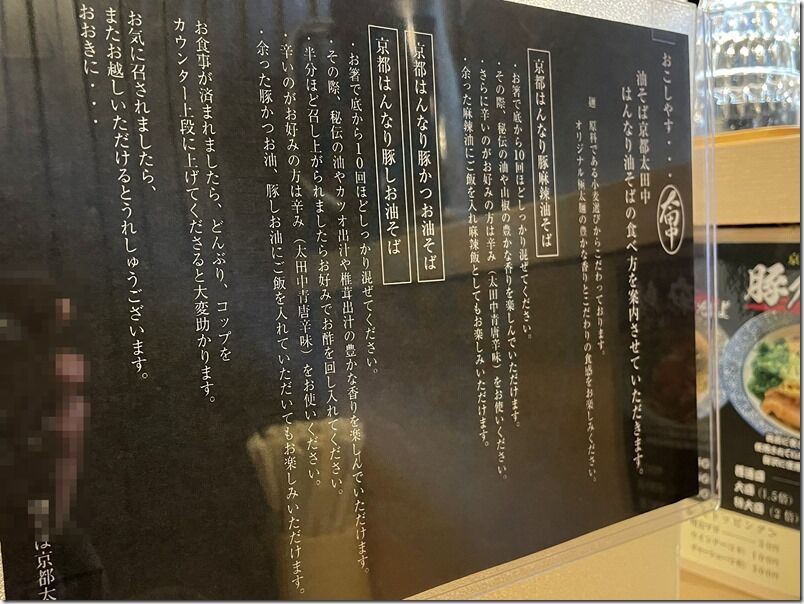 おこしやす・・・
油そば京都太田中
はんなり油そばの食べ方を案内させていただきます。
麺 原料である小麦選びからこだわっております。
オリジナル極太麺の豊かな香りとこだわりの食感をお楽しみください。
京都はんなり豚麻辣油そば
・お箸で底から10回ほどしっかり混ぜてください。
・その際、秘伝の油や山椒の豊かな香りを楽しんでいただけます。
・さらに辛いのがお好みの方は辛み（太田中青唐辛味）をお使いください。
・余った麻辣油にご飯を入れ麻辣飯としてもお楽しみいただけます。
京都はんなり豚かつお油そば
京都はんなり豚しお油そば
・お箸で底から10回ほどしっかり混ぜてください。
・その際、秘伝の油やカツオ出汁や椎茸出汁の豊かな香りを楽しんでいただけます。
・半分ほど召し上がられましたらお好みでお酢を回し入れてください。
・辛いのがお好みの方は辛み（太田中青唐辛味）をお使いください。
・余った豚かつお油、豚しお油にご飯を入れていただいてもお楽しみいただけます。
お食事が済まれましたら、どんぶり、コップを
カウンター上段に上げてくださると大変助かります。
お気に召されましたら、
またお越しいただけるとうれしゅうございます。
おおきに・・・
は京都太
豚
そば
大盛（1.5倍）
特大盛（2倍）
トッピング